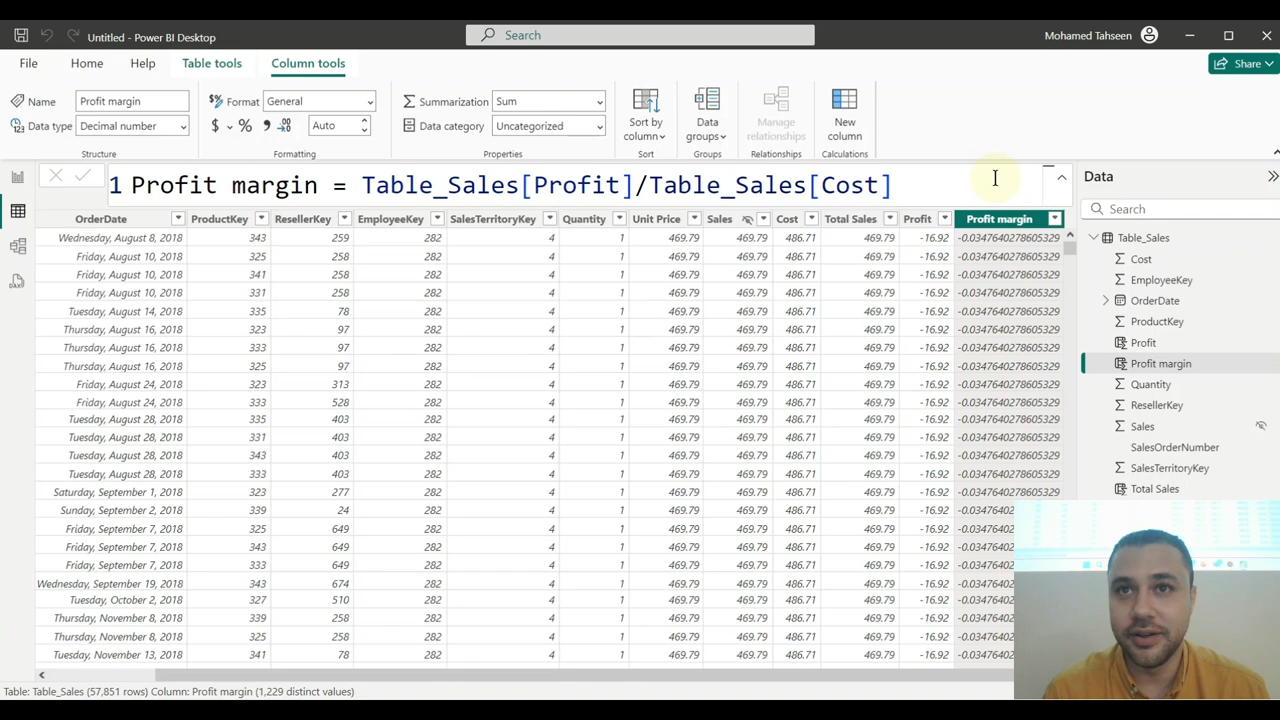 Untitled - Power BI Desktop
Search
Mohamed Tahseen
File Home Help Table tools Column tools
Share
Name Profit margin
Data type Decimal number
Structure
Format General
$ % Auto
Formatting
Summarization Sum
Data category Uncategorized
Properties
Sort by column
Sort
Data groups
Groups
Manage relationships
Relationships
New column
Calculations
1 Profit margin = Table_Sales[Profit]/Table_Sales[Cost]
OrderDate ProductKey ResellerKey EmployeeKey SalesTerritoryKey Quantity Unit Price Sales Cost Total Sales Profit Profit margin
Wednesday, August 8, 2018 343 259 282 4 1 469.79 469.79 486.71 469.79 -16.92 -0.0347640278605329
Friday, August 10, 2018 325 258 282 4 1 469.79 469.79 486.71 469.79 -16.92 -0.0347640278605329
Friday, August 10, 2018 341 258 282 4 1 469.79 469.79 486.71 469.79 -16.92 -0.0347640278605329
Friday, August 10, 2018 331 258 282 4 1 469.79 469.79 486.71 469.79 -16.92 -0.0347640278605329
Tuesday, August 14, 2018 335 78 282 4 1 469.79 469.79 486.71 469.79 -16.92 -0.0347640278605329
Thursday, August 16, 2018 323 97 282 4 1 469.79 469.79 486.71 469.79 -16.92 -0.0347640278605329
Thursday, August 16, 2018 333 97 282 4 1 469.79 469.79 486.71 469.79 -16.92 -0.0347640278605329
Thursday, August 16, 2018 325 97 282 4 1 469.79 469.79 486.71 469.79 -16.92 -0.0347640278605329
Friday, August 24, 2018 323 313 282 4 1 469.79 469.79 486.71 469.79 -16.92 -0.0347640278605329
Friday, August 24, 2018 333 528 282 4 1 469.79 469.79 486.71 469.79 -16.92 -0.0347640278605329
Tuesday, August 28, 2018 335 403 282 4 1 469.79 469.79 486.71 469.79 -16.92 -0.0347640278605329
Tuesday, August 28, 2018 331 403 282 4 1 469.79 469.79 486.71 469.79 -16.92 -0.0347640278605329
Tuesday, August 28, 2018 343 403 282 4 1 469.79 469.79 486.71 469.79 -16.92 -0.0347640278605329
Tuesday, August 28, 2018 333 403 282 4 1 469.79 469.79 486.71 469.79 -16.92 -0.0347640278605329
Saturday, September 1, 2018 323 277 282 4 1 469.79 469.79 486.71 469.79 -16.92 -0.0347640278605329
Sunday, September 2, 2018 339 24 282 4 1 469.79 469.79 486.71 469.79 -16.92
Friday, September 7, 2018 325 649 282 4 1 469.79 469.79 486.71 469.79 -16.92
Friday, September 7, 2018 343 649 282 4 1 469.79 469.79 486.71 469.79 -16.92
Friday, September 7, 2018 333 649 282 4 1 469.79 469.79 486.71 469.79 -16.92
Wednesday, September 19, 2018 343 674 282 4 1 469.79 469.79 486.71 469.79 -16.92
Tuesday, October 2, 2018 327 510 282 4 1 469.79 469.79 486.71 469.79 -16.92
Thursday, November 8, 2018 339 258 282 4 1 469.79 469.79 486.71 469.79 -16.92
Thursday, November 8, 2018 325 258 282 4 1 469.79 469.79 486.71 469.79 -16.92
Tuesday, November 13, 2018 341 78 282 4 1 469.79 469.79 486.71 469.79 -16.92
Data
Search
Table_Sales
Cost
EmployeeKey
OrderDate
ProductKey
Profit
Profit margin
Quantity
ResellerKey
Sales
SalesOrderNumber
SalesTerritoryKey
Total Sales
Table: Table_Sales (57,851 rows) Column: Profit margin (1,229 distinct values)